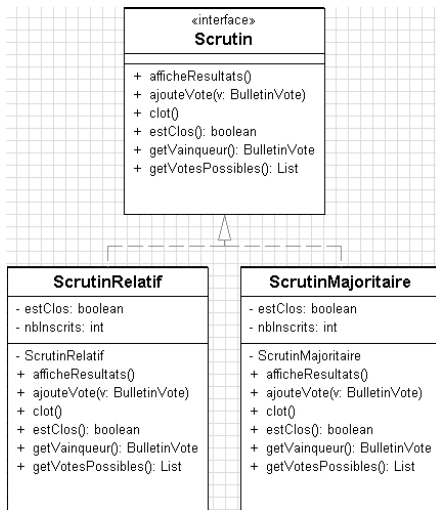 «interface»
Scrutin
+ afficheResultats()
+ ajouteVote(v: BulletinVote)
+ clot()
+ estClos(): boolean
+ getVainqueur(): BulletinVote
+ getVotesPossibles(): List
ScrutinRelatif
- estClos: boolean
- nbInscrits: int
- ScrutinRelatif
+ afficheResultats()
+ ajouteVote(v: BulletinVote)
+ clot()
+ estClos(): boolean
+ getVainqueur(): BulletinVote
+ getVotesPossibles(): List
ScrutinMajoritaire
- estClos: boolean
- nbInscrits: int
- ScrutinMajoritaire
+ afficheResultats()
+ ajouteVote(v: BulletinVote)
+ clot()
+ estClos(): boolean
+ getVainqueur(): BulletinVote
+ getVotesPossibles(): List